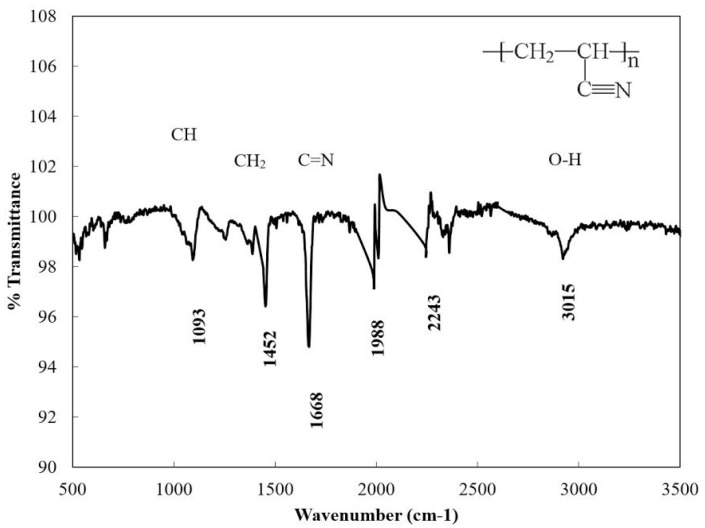 108
106
104
102
100
98
96
94
92
90
% Transmittance
CH
CH₂
C=N
O-H
─[─CH₂─CH─]─n
C≡N
1093
1452
1668
1988
2243
3015
500 1000 1500 2000 2500 3000 3500
Wavenumber (cm-1)